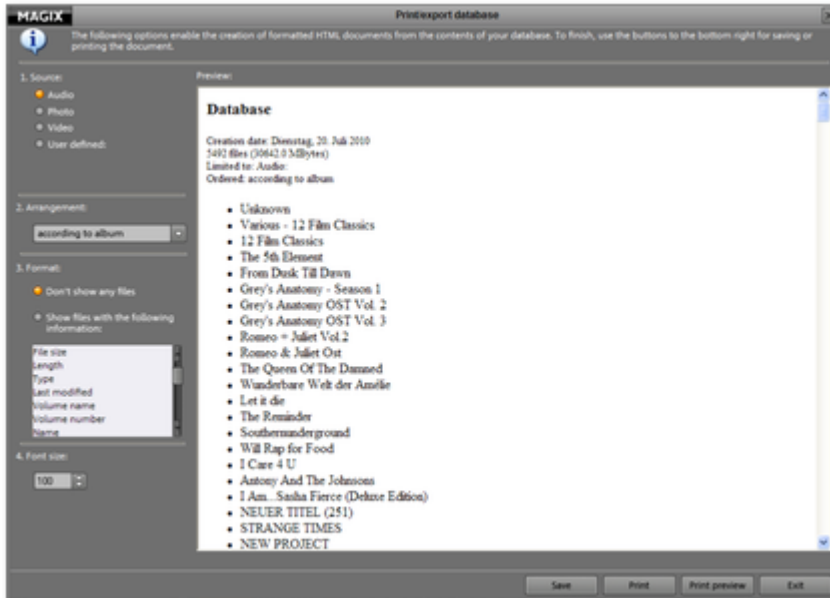 MAGIX
Print/export database
The following options enable the creation of formatted HTML documents from the contents of your database. To finish, use the buttons to the bottom right for saving or
printing the document.
1. Source:
Audio
Photo
Video
User defined:
2. Arrangement:
according to album
3. Format:
Don't show any files
Show files with the following
information:
File size
Length
Type
Last modified
Volume name
Volume number
Name
4. Font size:
100
Preview:
Database
Creation date: Dienstag, 20. Juli 2010
5492 files (30642.0 MBytes)
Limited to: Audio:
Ordered: according to album
Unknown
Various - 12 Film Classics
12 Film Classics
The 5th Element
From Dusk Till Dawn
Grey's Anatomy - Season 1
Grey's Anatomy OST Vol. 2
Grey's Anatomy OST Vol. 3
Romeo + Juliet Vol.2
Romeo & Juliet Ost
The Queen Of The Damned
Wunderbare Welt der Amélie
Let it die
The Reminder
Southernunderground
Will Rap for Food
I Care 4 U
Antony And The Johnsons
I Am...Sasha Fierce (Deluxe Edition)
NEUER TITEL (251)
STRANGE TIMES
NEW PROJECT
Save
Print
Print preview
Exit